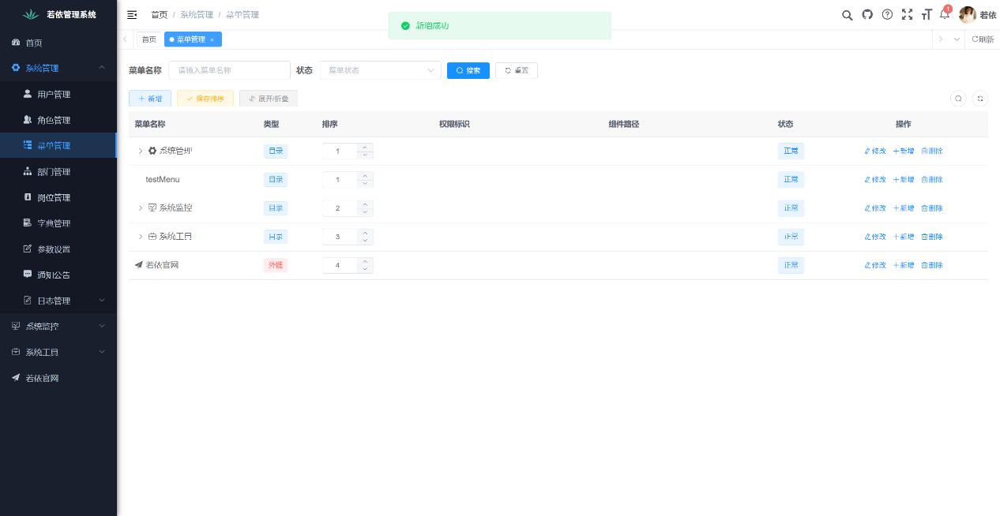 若依管理系统
首页 / 系统管理 / 菜单管理
新增成功
1
若依
首页
菜单管理 ×
刷新
首页
系统管理
用户管理
角色管理
菜单管理
部门管理
岗位管理
字典管理
参数设置
通知公告
日志管理
系统监控
系统工具
若依官网
菜单名称 请输入菜单名称 状态 菜单状态 搜索 重置
新增 保存排序 展开/折叠
菜单名称 类型 排序 权限标识 组件路径 状态 操作
系统管理 目录 1 正常 修改 新增 删除
testMenu 目录 1 正常 修改 新增 删除
系统监控 目录 2 正常 修改 新增 删除
系统工具 目录 3 正常 修改 新增 删除
若依官网 外链 4 正常 修改 新增 删除